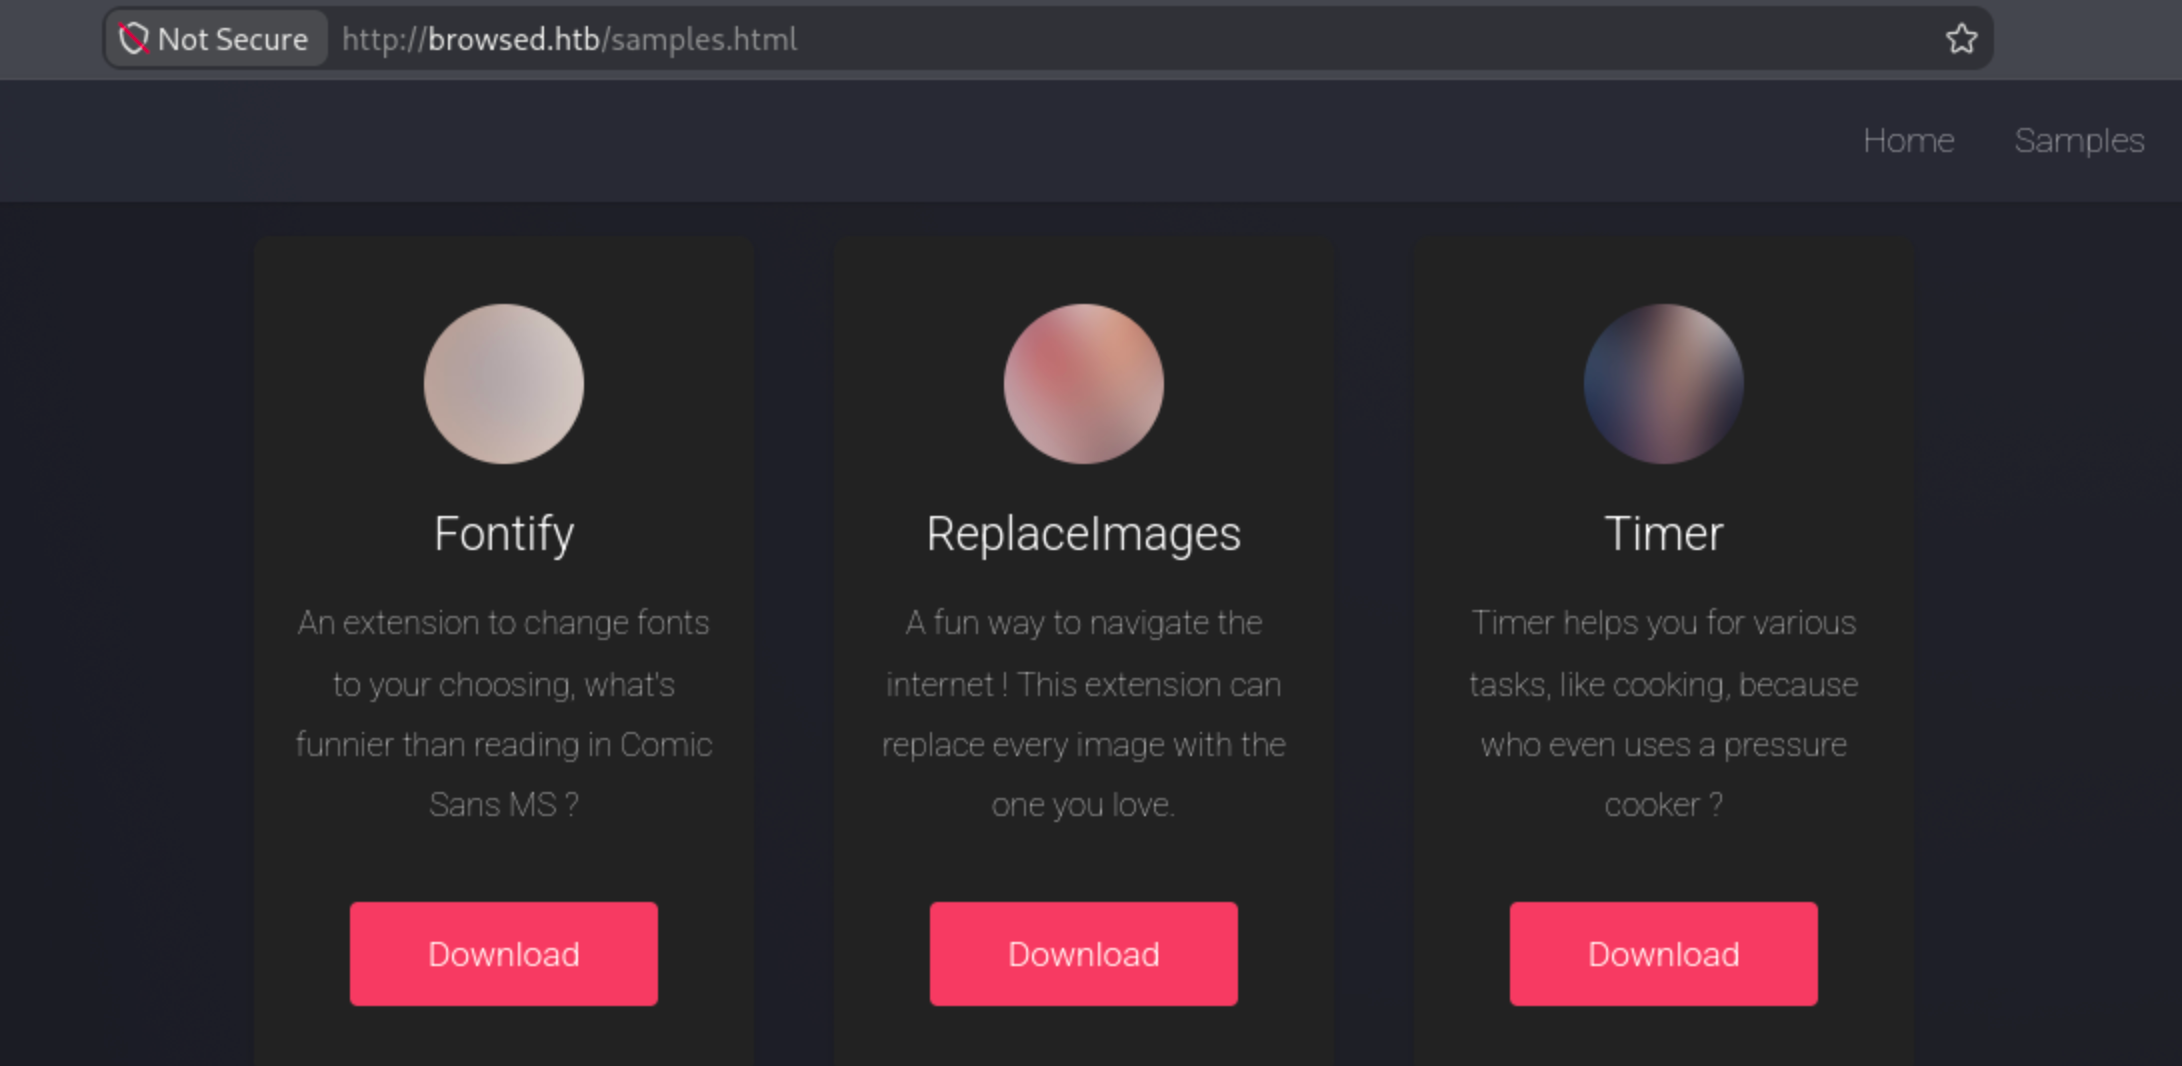 Not Secure http://browsed.htb/samples.html
Home Samples
Fontify
An extension to change fonts
to your choosing, what's
funnier than reading in Comic
Sans MS ?
Download
ReplaceImages
A fun way to navigate the
internet ! This extension can
replace every image with the
one you love.
Download
Timer
Timer helps you for various
tasks, like cooking, because
who even uses a pressure
cooker ?
Download